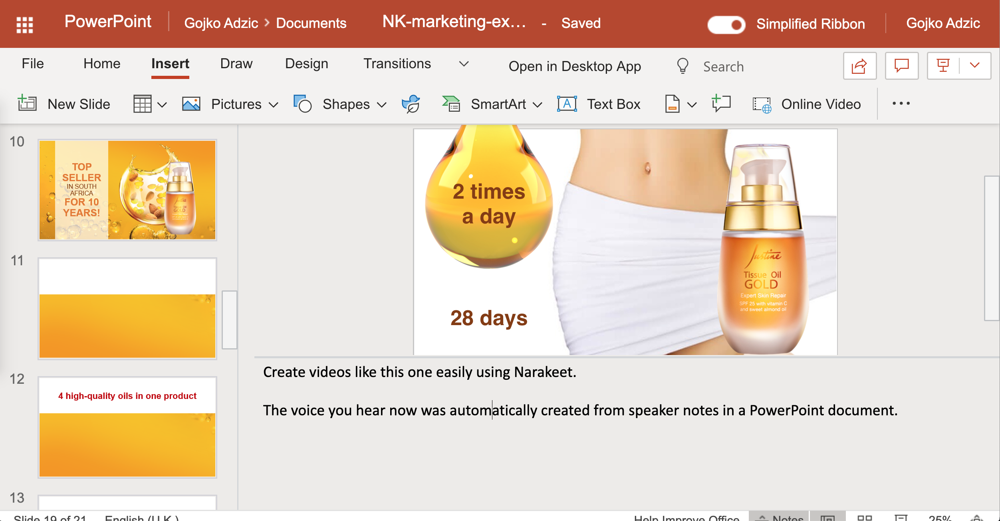 PowerPoint
Gojko Adzic > Documents
NK-marketing-ex... - Saved
Simplified Ribbon
Gojko Adzic
File Home Insert Draw Design Transitions
Open in Desktop App
Search
New Slide
Pictures
Shapes
SmartArt
A Text Box
Online Video
10
TOP
SELLER
IN SOUTH
AFRICA
FOR 10
YEARS!
Justine
Tissue Oil
GOLD
11
12
4 high-quality oils in one product
13
2 times
a day
28 days
Justine
Tissue Oil
GOLD
Expert Skin Repair
SPF 25 with vitamin C
and sweet almond oil
Create videos like this one easily using Narakeet.
The voice you hear now was automatically created from speaker notes in a PowerPoint document.
Slide 19 of 21 English (U.K.)
Help Improve Office Notes 25%